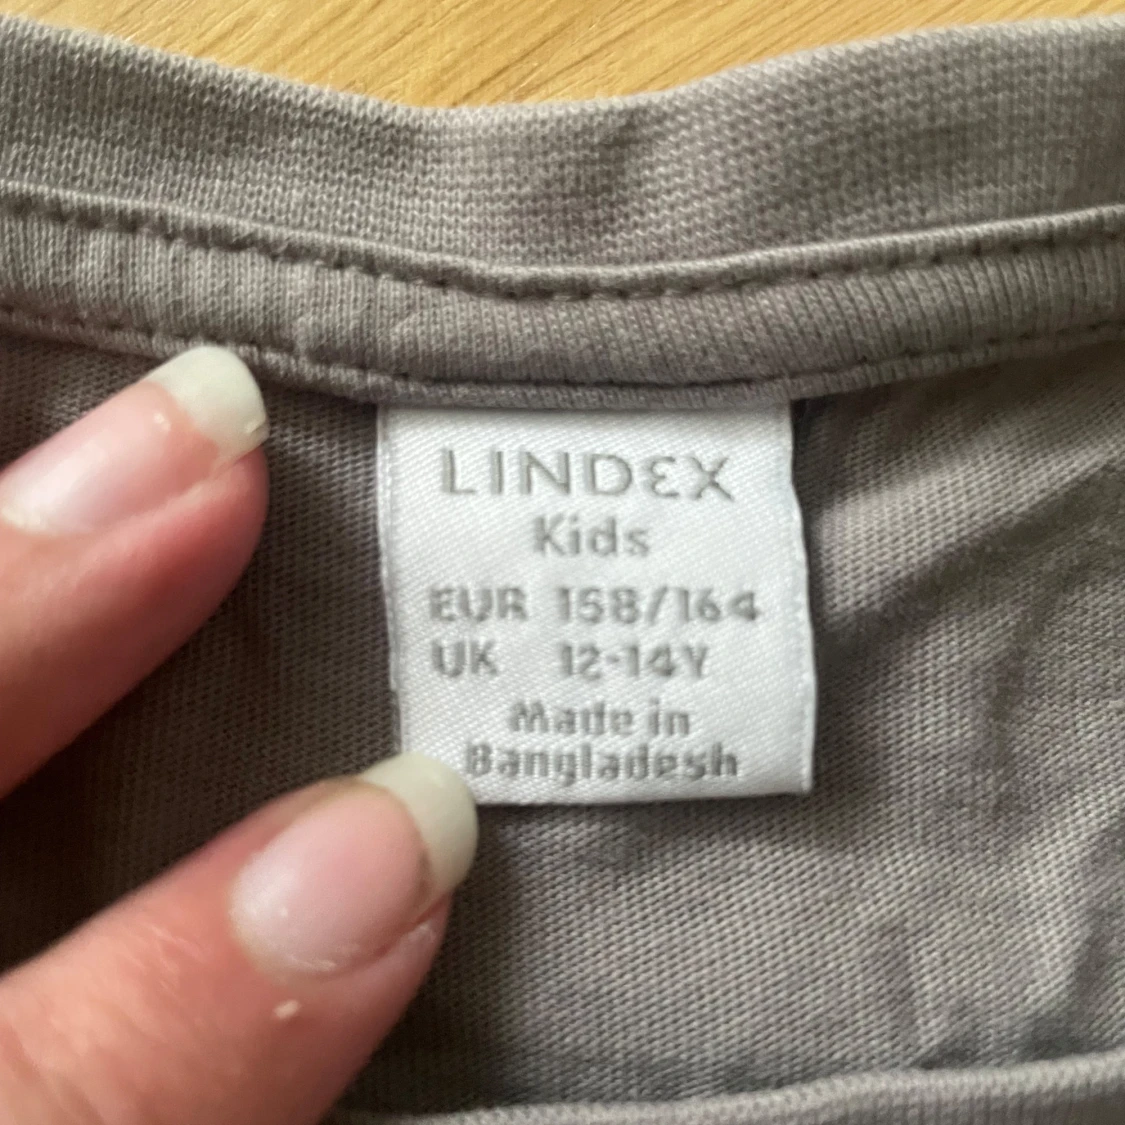 LINDEX
Kids
EUR 158/164
UK 12-14Y
Made in
Bangladesh